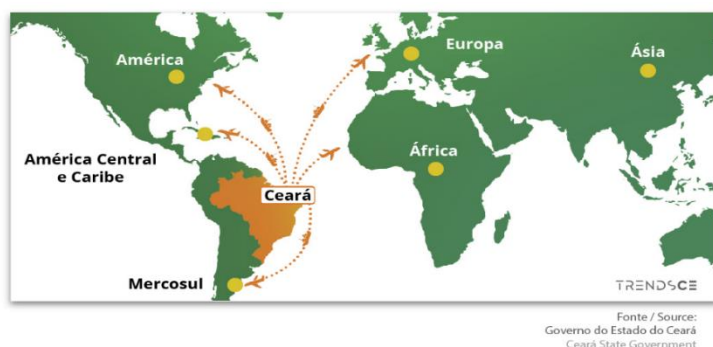 Europa
Ásia
América
África
América Central
e Caribe
Ceará
Mercosul
TRENDSCE
Fonte / Source:
Governo do Estado do Ceará
Ceará State Government